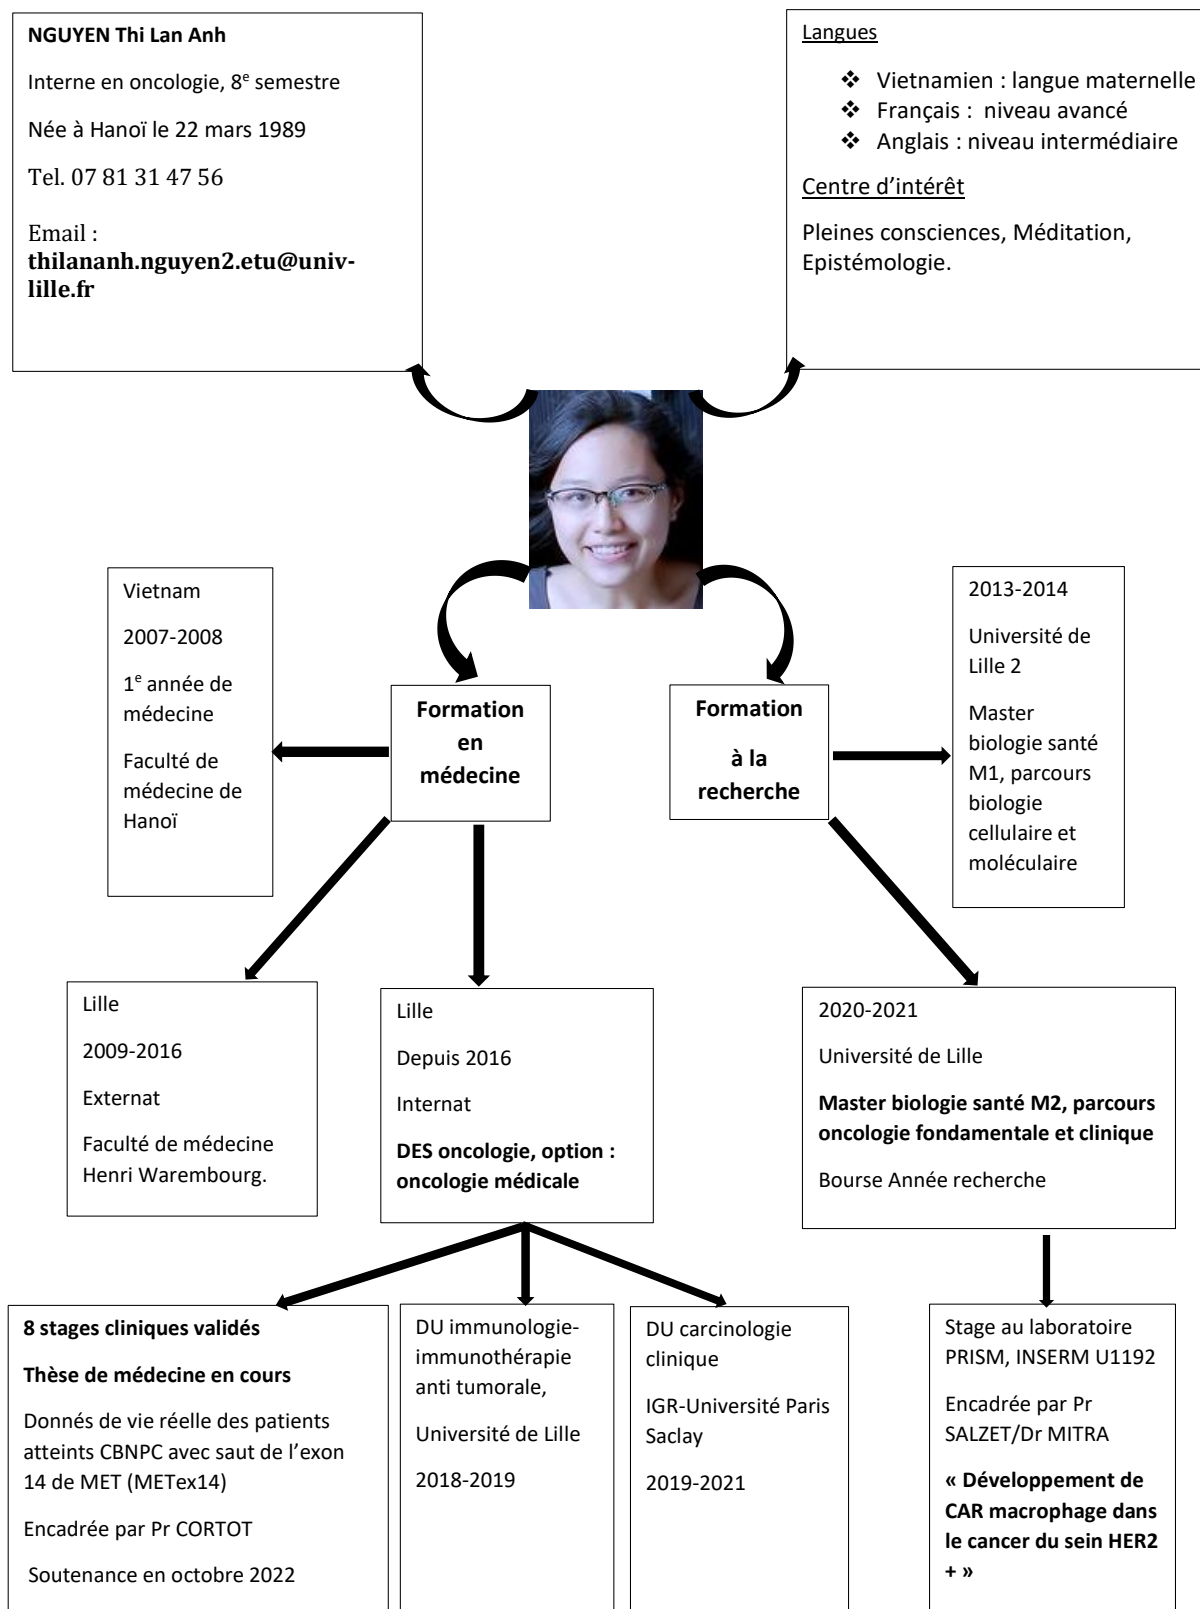 NGUYEN Thi Lan Anh
Interne en oncologie, 8e semestre
Née à Hanoï le 22 mars 1989
Tel. 07 81 31 47 56
Email :
thilananh.nguyen2.etu@univ-
lille.fr
Langues
❖ Vietnamien : langue maternelle
❖ Français : niveau avancé
❖ Anglais : niveau intermédiaire
Centre d’intérêt
Pleines consciences, Méditation,
Epistémologie.
Vietnam
2007-2008
1e année de
médecine
Faculté de
médecine de
Hanoï
Formation
en
médecine
Formation
à la
recherche
2013-2014
Université de
Lille 2
Master
biologie santé
M1, parcours
biologie
cellulaire et
moléculaire
Lille
2009-2016
Externat
Faculté de médecine
Henri Warembourg.
Lille
Depuis 2016
Internat
DES oncologie, option :
oncologie médicale
2020-2021
Université de Lille
Master biologie santé M2, parcours
oncologie fondamentale et clinique
Bourse Année recherche
8 stages cliniques validés
Thèse de médecine en cours
Donnés de vie réelle des patients
atteints CBNPC avec saut de l’exon
14 de MET (METex14)
Encadrée par Pr CORTOT
Soutenance en octobre 2022
DU immunologie-
immunothérapie
anti tumorale,
Université de Lille
2018-2019
DU carcinologie
clinique
IGR-Université Paris
Saclay
2019-2021
Stage au laboratoire
PRISM, INSERM U1192
Encadrée par Pr
SALZET/Dr MITRA
« Développement de
CAR macrophage dans
le cancer du sein HER2
+ »